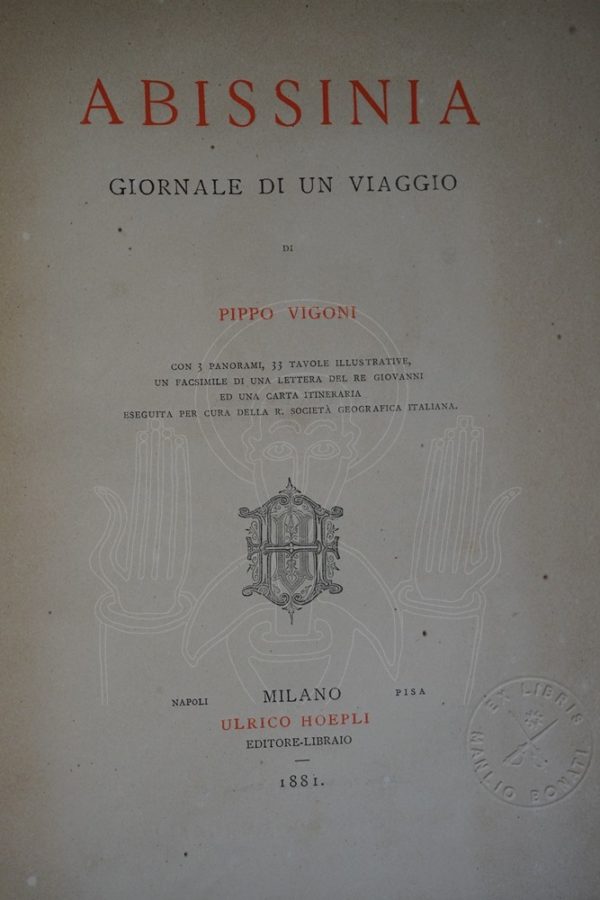 ABISSINIA
GIORNALE DI UN VIAGGIO
DI
PIPPO VIGONI
CON 3 PANORAMI, 33 TAVOLE ILLUSTRATIVE,
UN FACSIMILE DI UNA LETTERA DEL RE GIOVANNI
ED UNA CARTA ITINERARIA
ESEGUITA PER CURA DELLA R. SOCIETÀ GEOGRAFICA ITALIANA.
NAPOLI MILANO PISA
ULRICO HOEPLI
EDITORE-LIBRAIO
1881.
EX LIBRIS
MANLIO BONATI